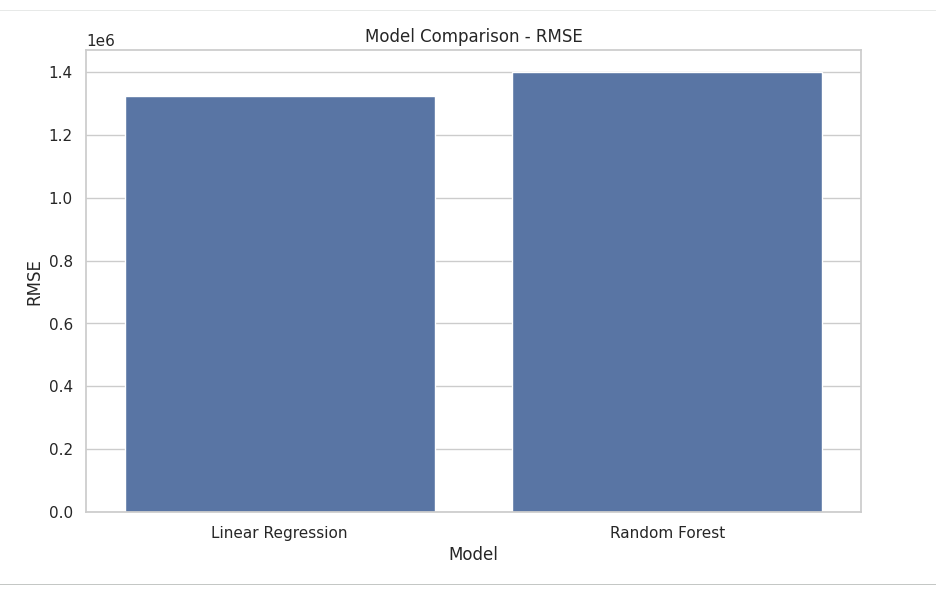 Model Comparison - RMSE
1e6
1.4
1.2
1.0
0.8
0.6
0.4
0.2
0.0
RMSE
Linear Regression
Random Forest
Model